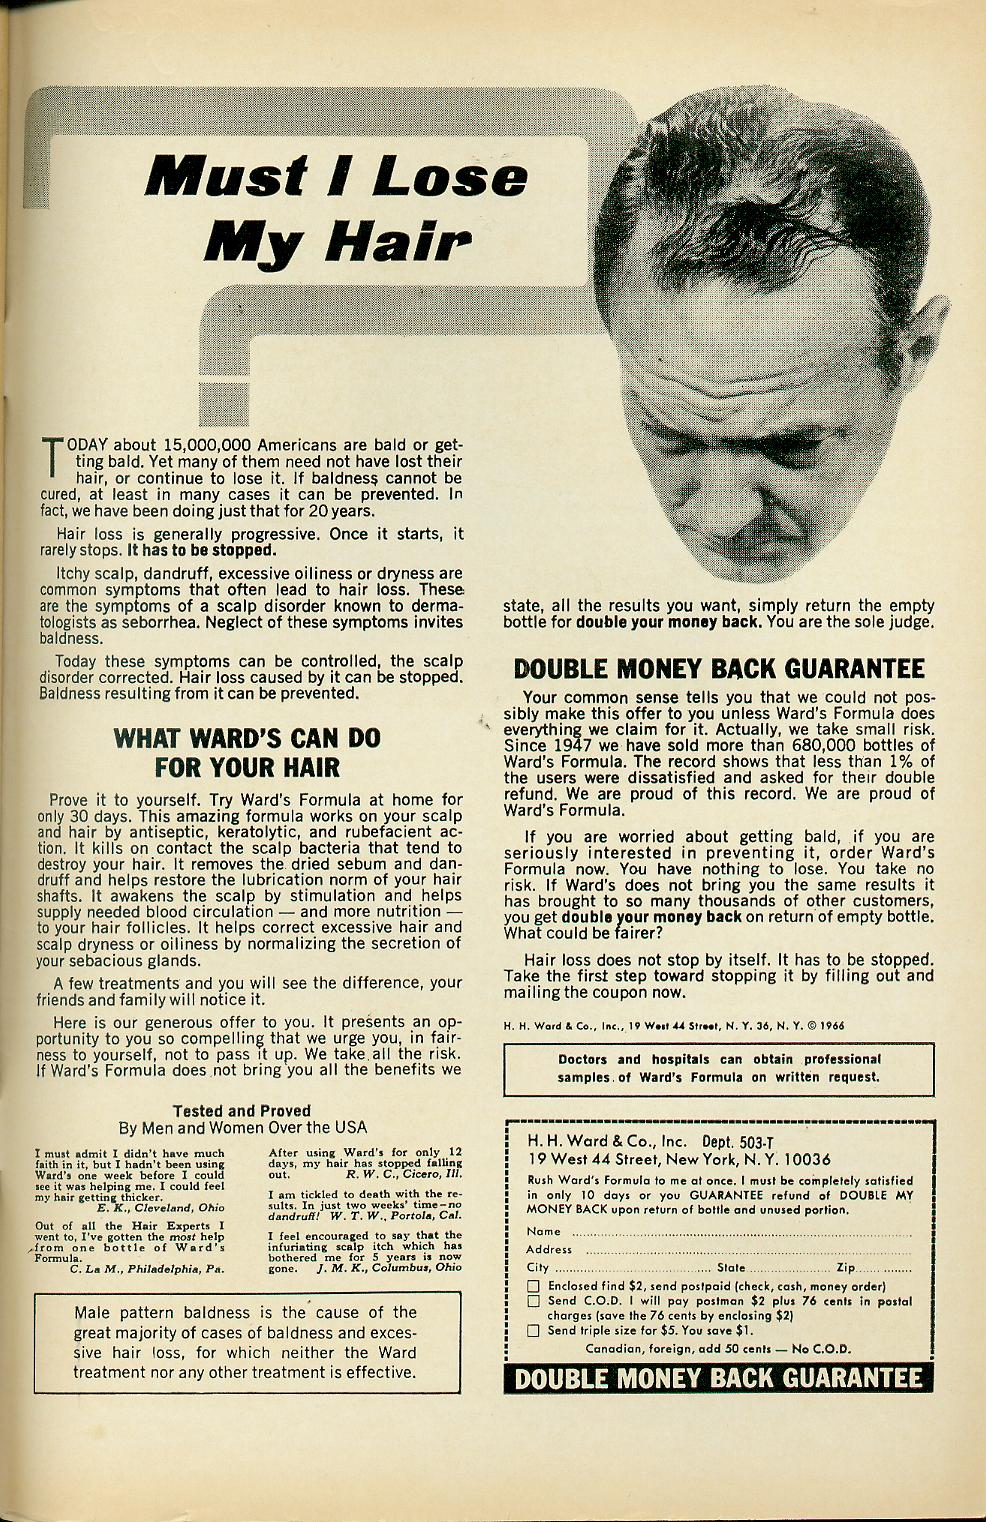 Must I Lose
My Hair
TODAY about 15,000,000 Americans are bald or get-
ting bald. Yet many of them need not have lost their
hair, or continue to lose it. If baldness cannot be
cured, at least in many cases it can be prevented. In
fact, we have been doing just that for 20 years.
Hair loss is generally progressive. Once it starts, it
rarely stops. It has to be stopped.
Itchy scalp, dandruff, excessive oiliness or dryness are
common symptoms that often lead to hair loss. These
are the symptoms of a scalp disorder known to derma-
tologists as seborrhea. Neglect of these symptoms invites
baldness.
Today these symptoms can be controlled, the scalp
disorder corrected. Hair loss caused by it can be stopped.
Baldness resulting from it can be prevented.
WHAT WARD'S CAN DO
FOR YOUR HAIR
Prove it to yourself. Try Ward's Formula at home for
only 30 days. This amazing formula works on your scalp
and hair by antiseptic, keratolytic, and rubefacient ac-
tion. It kills on contact the scalp bacteria that tend to
destroy your hair. It removes the dried sebum and dan-
druff and helps restore the lubrication norm of your hair
shafts. It awakens the scalp by stimulation and helps
supply needed blood circulation — and more nutrition —
to your hair follicles. It helps correct excessive hair and
scalp dryness or oiliness by normalizing the secretion of
your sebacious glands.
A few treatments and you will see the difference, your
friends and family will notice it.
Here is our generous offer to you. It presents an op-
portunity to you so compelling that we urge you, in fair-
ness to yourself, not to pass it up. We take all the risk.
If Ward's Formula does not bring you all the benefits we
Tested and Proved
By Men and Women Over the USA
I must admit I didn't have much
faith in it, but I hadn't been using
Ward's one week before I could
see it was helping me. I could feel
my hair getting thicker.
E. K., Cleveland, Ohio
Out of all the Hair Experts I
went to, I've gotten the most help
from one bottle of Ward's
Formula.
C. La M., Philadelphia, Pa.
After using Ward's for only 12
days, my hair has stopped falling
out. R. W. C., Cicero, Ill.
I am tickled to death with the re-
sults. In just two weeks' time—no
dandruff! W. T. W., Portola, Cal.
I feel encouraged to say that the
infuriating scalp itch which has
bothered me for 5 years is now
gone. J. M. K., Columbus, Ohio
Male pattern baldness is the cause of the
great majority of cases of baldness and exces-
sive hair loss, for which neither the Ward
treatment nor any other treatment is effective.
state, all the results you want, simply return the empty
bottle for double your money back. You are the sole judge.
DOUBLE MONEY BACK GUARANTEE
Your common sense tells you that we could not pos-
sibly make this offer to you unless Ward's Formula does
everything we claim for it. Actually, we take small risk.
Since 1947 we have sold more than 680,000 bottles of
Ward's Formula. The record shows that less than 1% of
the users were dissatisfied and asked for their double
refund. We are proud of this record. We are proud of
Ward's Formula.
If you are worried about getting bald, if you are
seriously interested in preventing it, order Ward's
Formula now. You have nothing to lose. You take no
risk. If Ward's does not bring you the same results it
has brought to so many thousands of other customers,
you get double your money back on return of empty bottle.
What could be fairer?
Hair loss does not stop by itself. It has to be stopped.
Take the first step toward stopping it by filling out and
mailing the coupon now.
H. H. Ward & Co., Inc., 19 West 44 Street, N. Y. 36, N. Y. © 1966
Doctors and hospitals can obtain professional
samples of Ward's Formula on written request.
H. H. Ward & Co., Inc. Dept. 503-T
19 West 44 Street, New York, N. Y. 10036
Rush Ward's Formula to me at once. I must be completely satisfied
in only 10 days or you GUARANTEE refund of DOUBLE MY
MONEY BACK upon return of bottle and unused portion.
Name
Address
City State Zip
Enclosed find $2, send postpaid (check, cash, money order)
Send C.O.D. I will pay postman $2 plus 76 cents in postal
charges (save the 76 cents by enclosing $2)
Send triple size for $5. You save $1.
Canadian, foreign, add 50 cents — No C.O.D.
DOUBLE MONEY BACK GUARANTEE